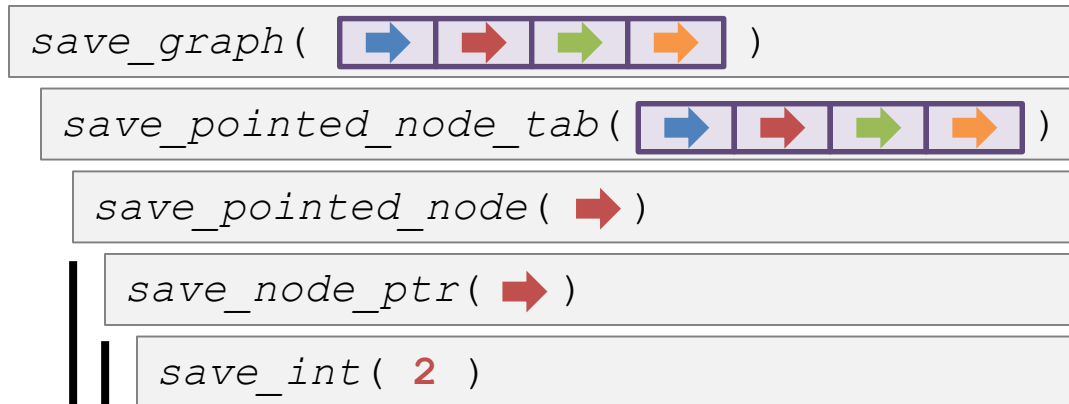 save_graph( )
save_pointed_node_tab( )
save_pointed_node( )
save_node_ptr( )
save_int( 2 )